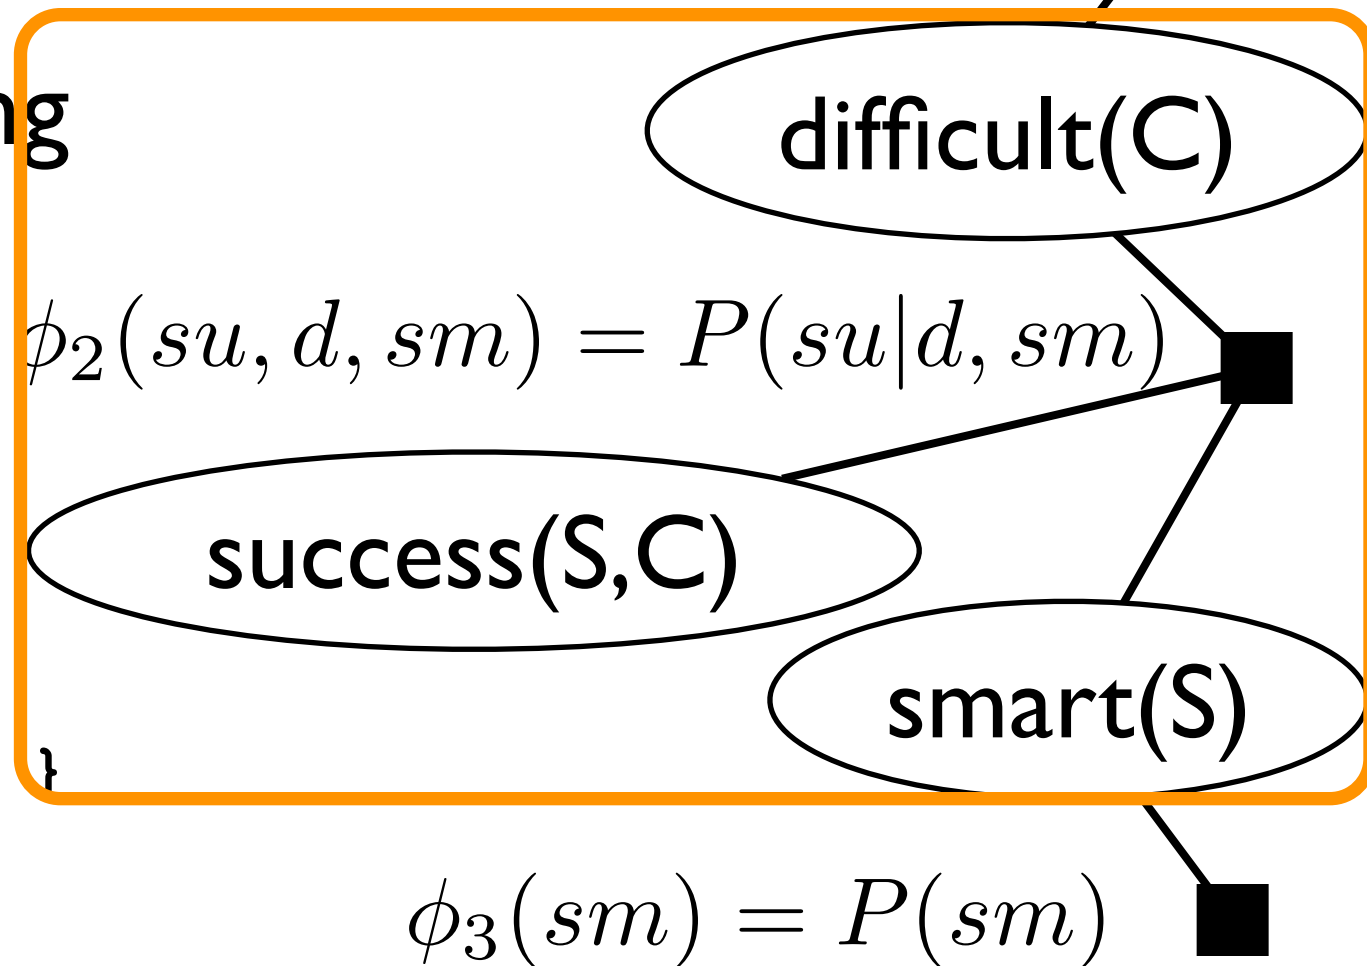 difficult(C)
ϕ₂(su, d, sm) = P(su|d, sm)
success(S,C)
smart(S)
}
ϕ₃(sm) = P(sm)